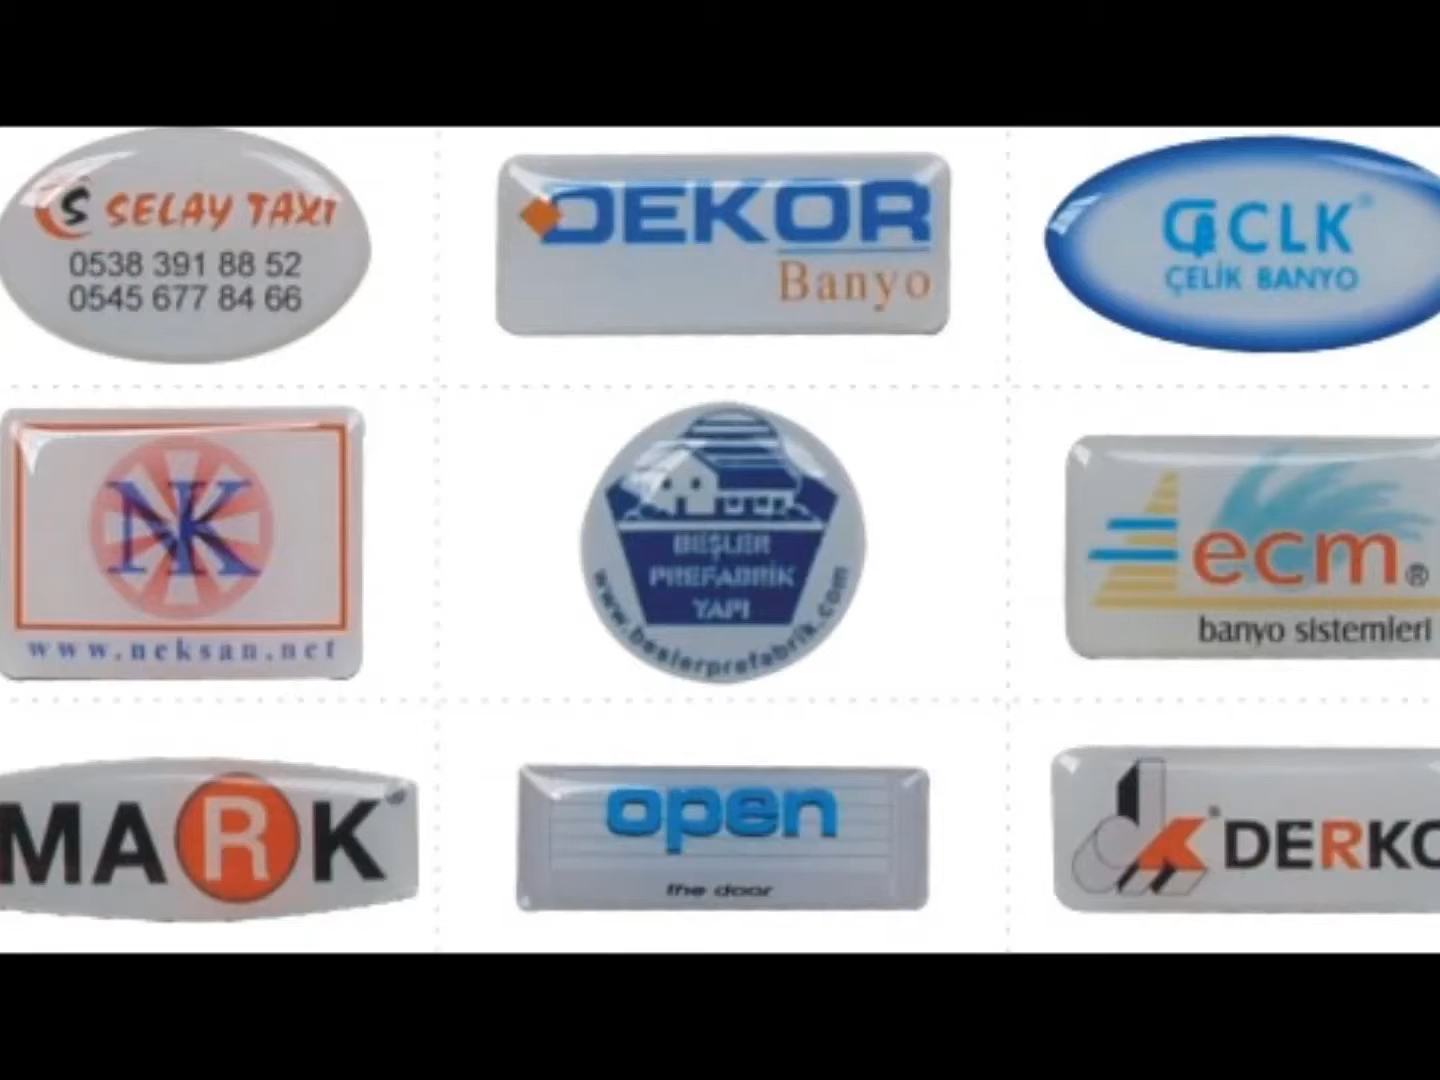 SELAY TAXI
0538 391 88 52
0545 677 84 66
DEKOR
Banyo
CLK
ÇELİK BANYO
NK
www.neksan.net
BEŞLER
PREFABRİK
YAPI
www.beslerprefabrik.com
ecm®
banyo sistemleri
MARK
open
the door
DERKO